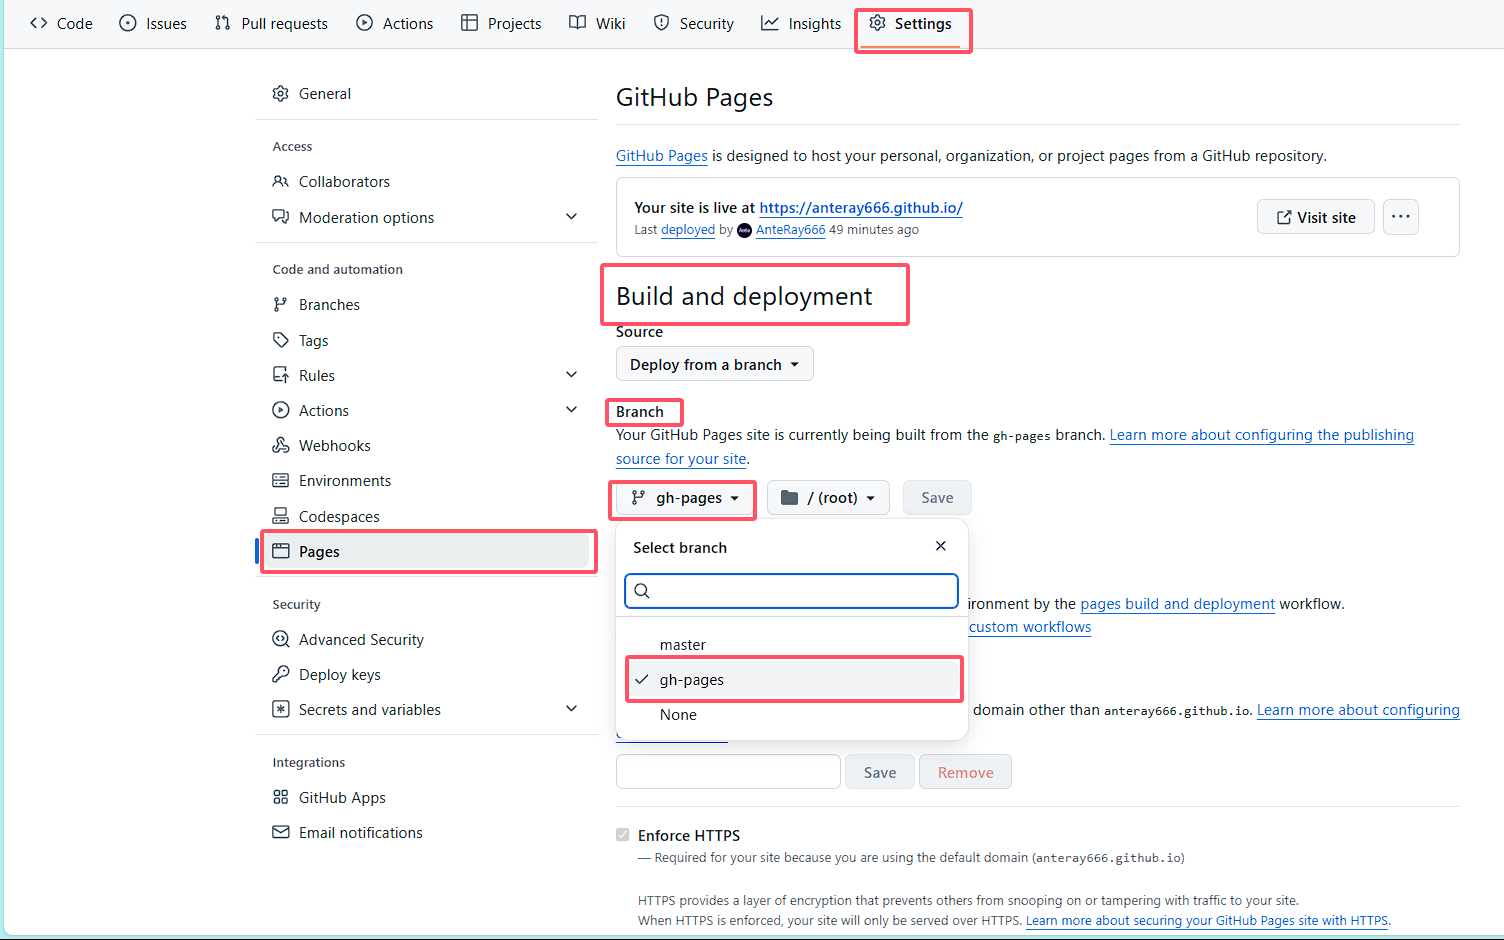 Code
Issues
Pull requests
Actions
Projects
Wiki
Security
Insights
Settings
General
Access
Collaborators
Moderation options
Code and automation
Branches
Tags
Rules
Actions
Webhooks
Environments
Codespaces
Pages
Security
Advanced Security
Deploy keys
Secrets and variables
Integrations
GitHub Apps
Email notifications
GitHub Pages
GitHub Pages is designed to host your personal, organization, or project pages from a GitHub repository.
Your site is live at https://anteray666.github.io/
Last deployed by AnteRay666 49 minutes ago
Visit site
Build and deployment
Source
Deploy from a branch
Branch
Your GitHub Pages site is currently being built from the gh-pages branch. Learn more about configuring the publishing
source for your site.
gh-pages
/ (root)
Save
Select branch
master
gh-pages
None
ironment by the pages build and deployment workflow.
custom workflows
domain other than anteray666.github.io. Learn more about configuring
Save
Remove
Enforce HTTPS
— Required for your site because you are using the default domain (anteray666.github.io)
HTTPS provides a layer of encryption that prevents others from snooping on or tampering with traffic to your site.
When HTTPS is enforced, your site will only be served over HTTPS. Learn more about securing your GitHub Pages site with HTTPS.